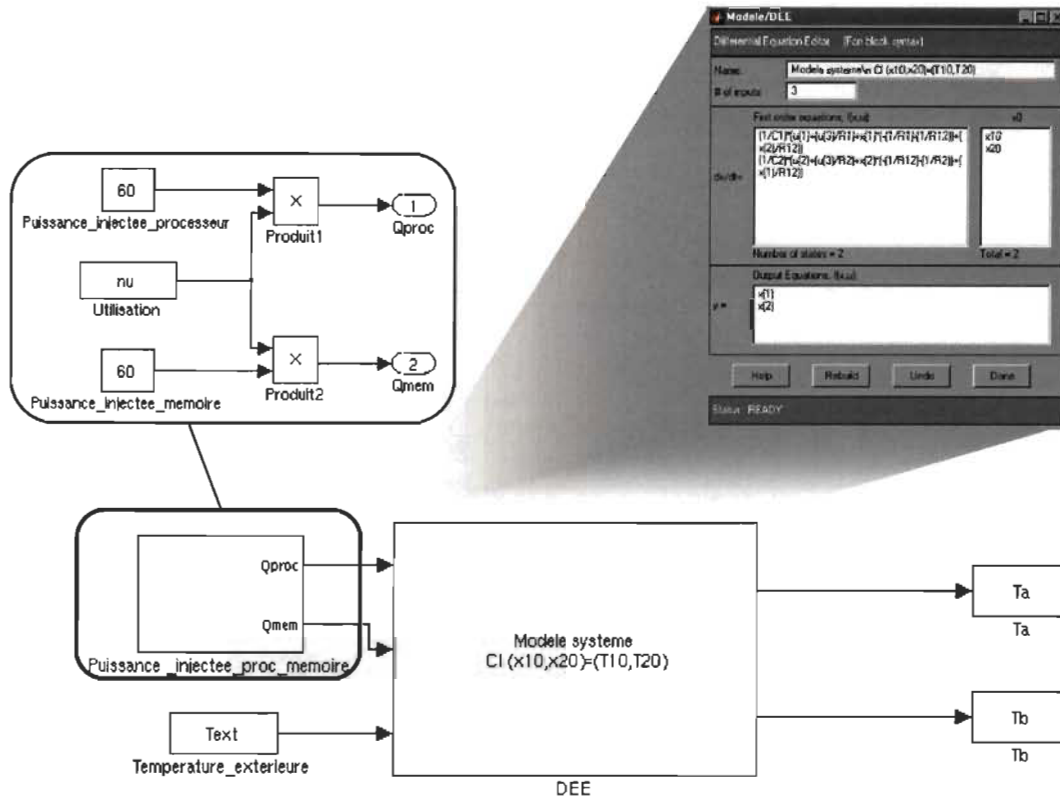 Modele/DEE
Differential Equation Editor (Fcn block syntax)
Name: Modele systeme\n CI (x10,x20)=(T10,T20)
# of inputs: 3
First order equations, f(x,u): x0
dx/dt=
(1/C1)*(u[1]+(u[3]/R1)+x[1]*(-(1/R1)-(1/R12))+(
x[2]/R12))
(1/C2)*(u[2]+(u[3]/R2)+x[2]*(-(1/R12)-(1/R2))+(
x[1]/R12))
x10
x20
Number of states = 2 Total = 2
Output Equations, f(x,u):
y =
x[1]
x[2]
Help Rebuild Undo Done
Status: READY
60
Puissance_injectee_processeur
×
Produit1
1
Qproc
nu
Utilisation
60
Puissance_injectee_memoire
×
Produit2
2
Qmem
Qproc
Qmem
Puissance _injectee_proc_memoire
Text
Temperature_exterieure
Modele systeme
CI (x10,x20)=(T10,T20)
DEE
Ta
Ta
Tb
Tb